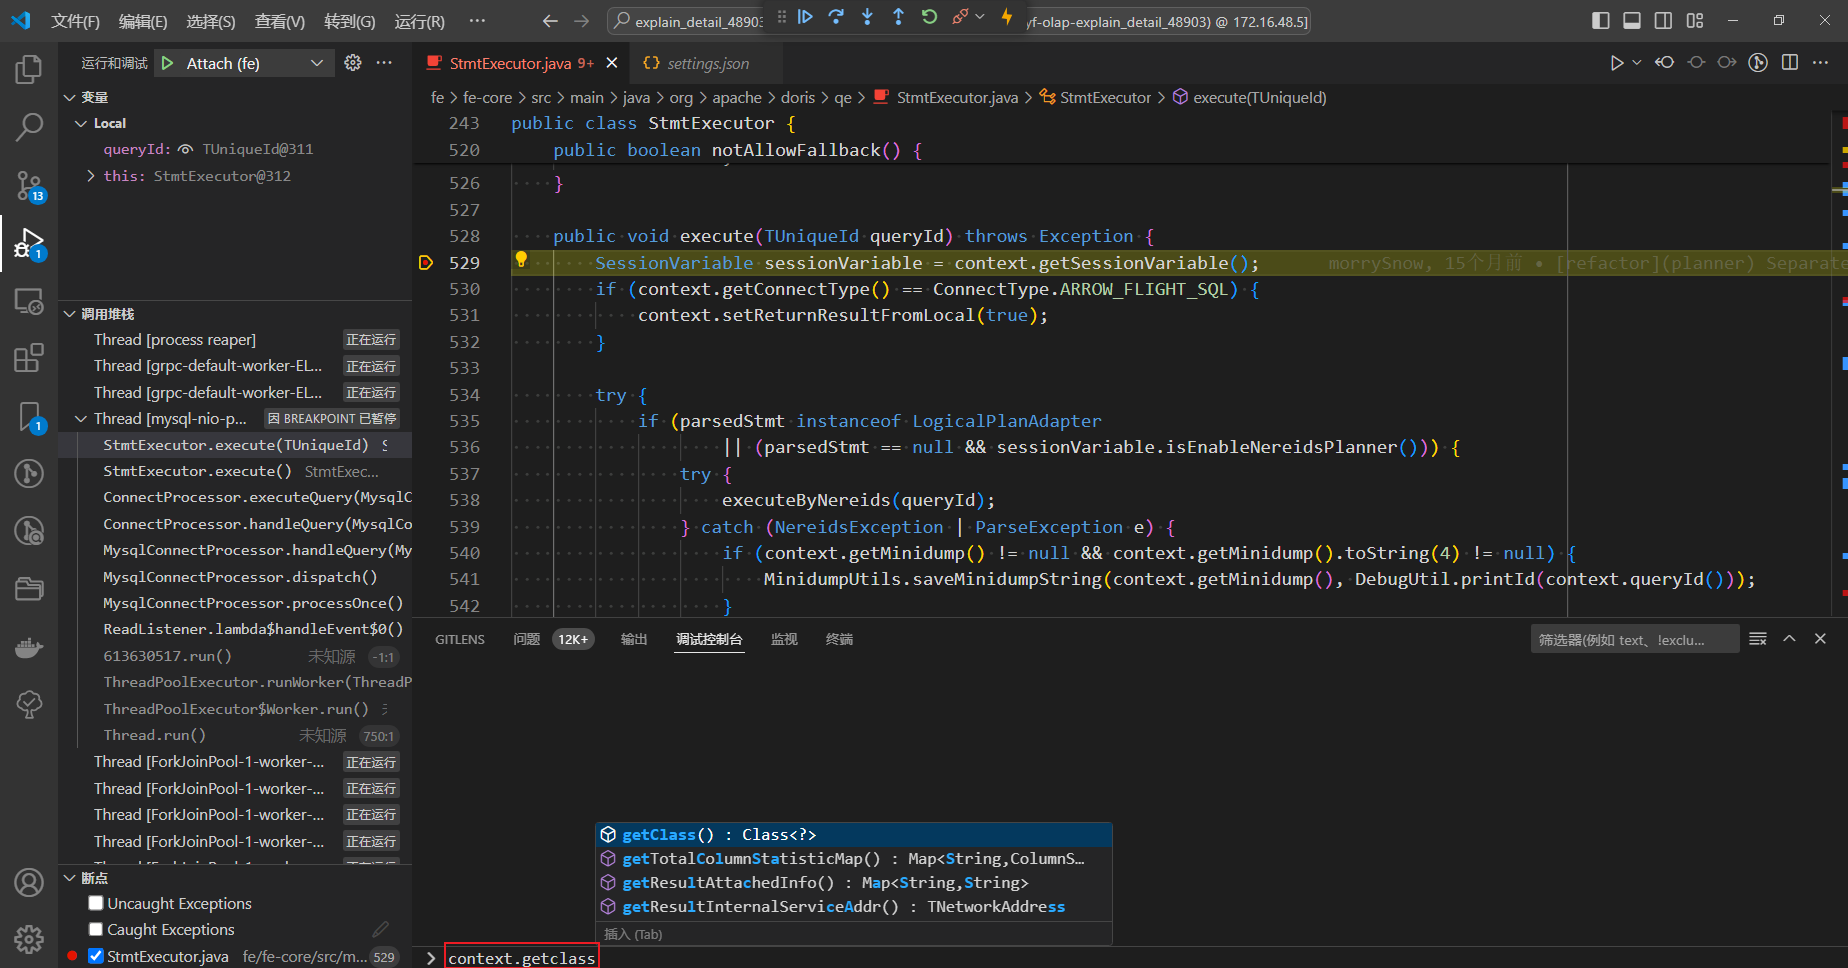 文件(F) 编辑(E) 选择(S) 查看(V) 转到(G) 运行(R) ···
explain_detail_48903
yf-olap-explain_detail_48903) @ 172.16.48.5]
运行和调试 Attach (fe)
变量
Local
queryId: TUniqueId@311
this: StmtExecutor@312
调用堆栈
Thread [process reaper] 正在运行
Thread [grpc-default-worker-EL... 正在运行
Thread [grpc-default-worker-EL... 正在运行
Thread [mysql-nio-p... 因 BREAKPOINT 已暂停
StmtExecutor.execute(TUniqueId) S
StmtExecutor.execute() StmtExec...
ConnectProcessor.executeQuery(MysqlC
ConnectProcessor.handleQuery(MysqlCo
MysqlConnectProcessor.handleQuery(My
MysqlConnectProcessor.dispatch()
MysqlConnectProcessor.processOnce()
ReadListener.lambda$handleEvent$0()
613630517.run() 未知源 -1:1
ThreadPoolExecutor.runWorker(ThreadP
ThreadPoolExecutor$Worker.run()
Thread.run() 未知源 750:1
Thread [ForkJoinPool-1-worker-... 正在运行
Thread [ForkJoinPool-1-worker-... 正在运行
Thread [ForkJoinPool-1-worker-... 正在运行
Thread [ForkJoinPool-1-worker-... 正在运行
断点
Uncaught Exceptions
Caught Exceptions
StmtExecutor.java fe/fe-core/src/m... 529
13
1
1
StmtExecutor.java 9+ settings.json
fe > fe-core > src > main > java > org > apache > doris > qe > StmtExecutor.java > StmtExecutor > execute(TUniqueId)
243 public class StmtExecutor {
520 public boolean notAllowFallback() {
526 }
527
528 public void execute(TUniqueId queryId) throws Exception {
529 SessionVariable sessionVariable = context.getSessionVariable(); morrySnow, 15个月前 • [refactor](planner) Separate
530 if (context.getConnectType() == ConnectType.ARROW_FLIGHT_SQL) {
531 context.setReturnResultFromLocal(true);
532 }
533
534 try {
535 if (parsedStmt instanceof LogicalPlanAdapter
536 || (parsedStmt == null && sessionVariable.isEnableNereidsPlanner())) {
537 try {
538 executeByNereids(queryId);
539 } catch (NereidsException | ParseException e) {
540 if (context.getMinidump() != null && context.getMinidump().toString(4) != null) {
541 MinidumpUtils.saveMinidumpString(context.getMinidump(), DebugUtil.printId(context.queryId()));
542 }
GITLENS 问题 12K+ 输出 调试控制台 监视 终端 筛选器(例如 text、!exclu...
getClass() : Class<?>
getTotalColumnStatisticMap() : Map<String,ColumnS…
getResultAttachedInfo() : Map<String,String>
getResultInternalServiceAddr() : TNetworkAddress
插入 (Tab)
context.getclass